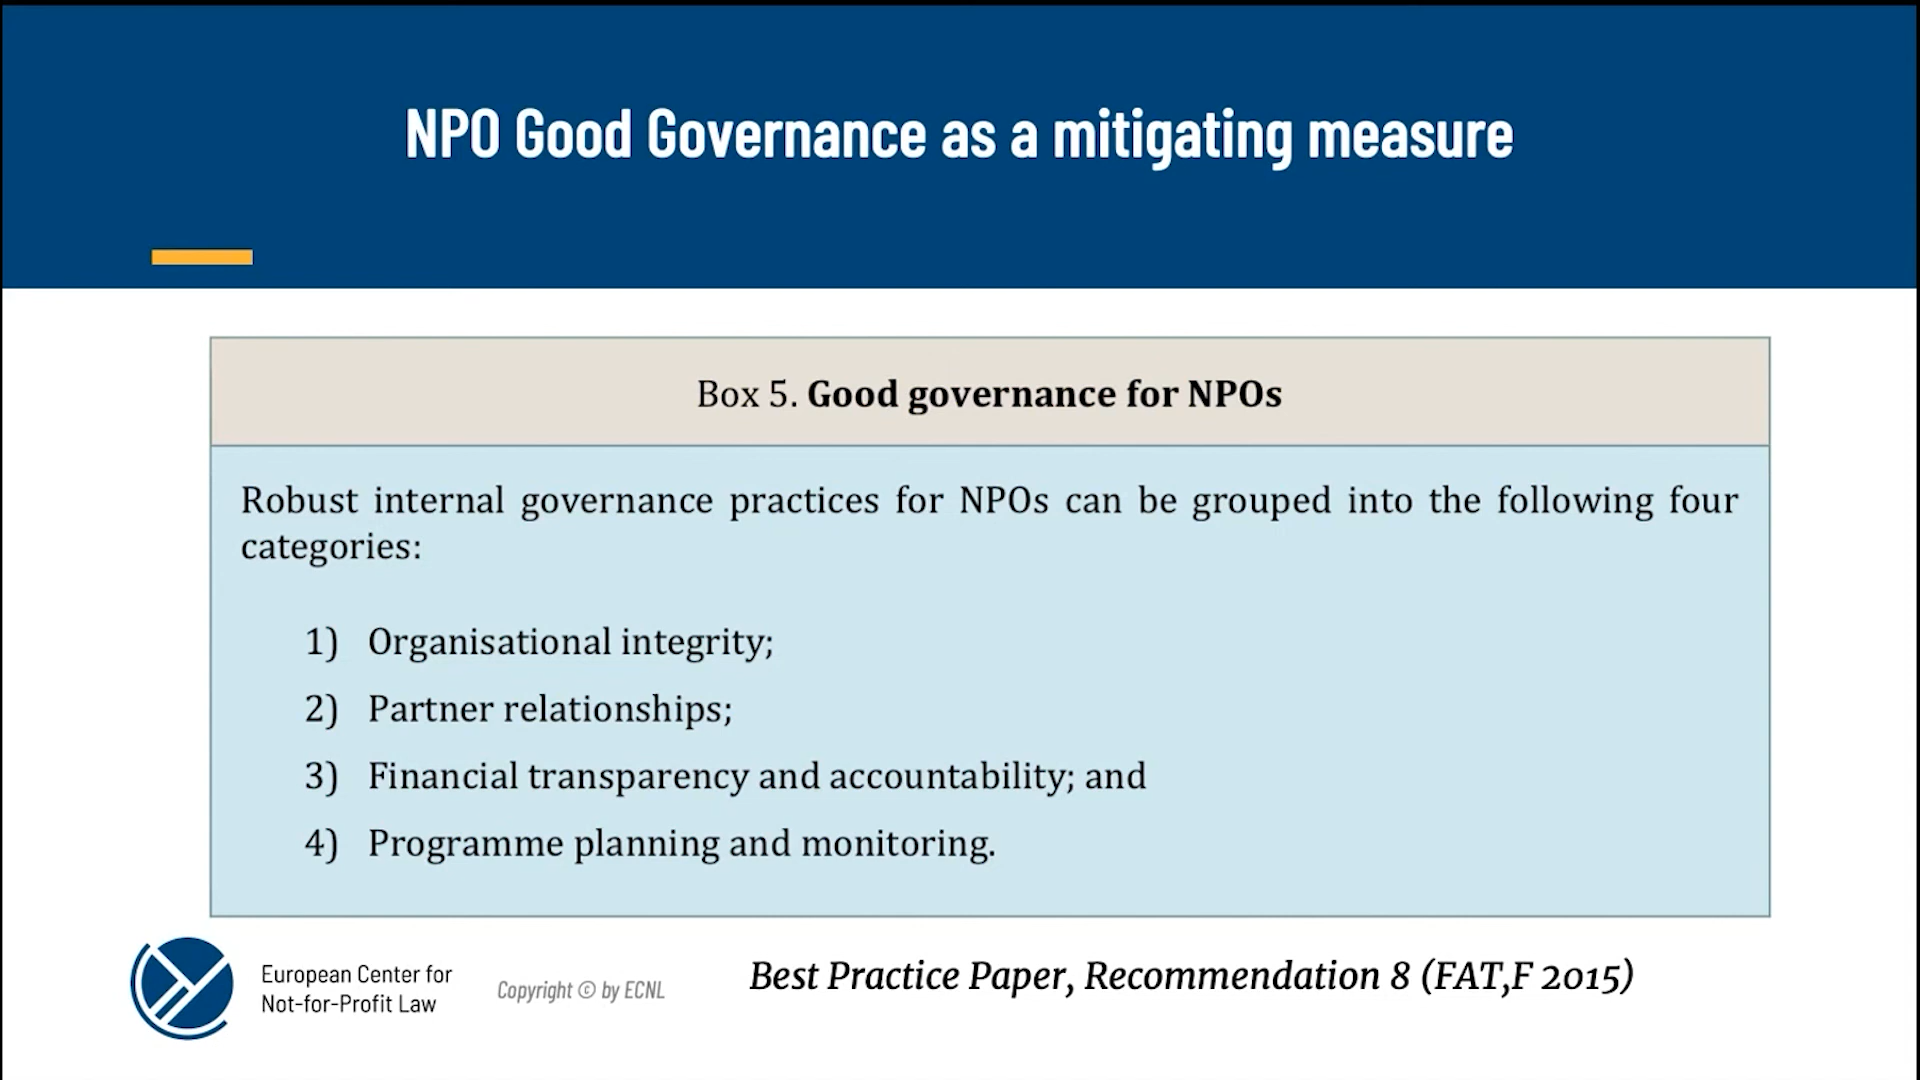 NPO Good Governance as a mitigating measure
Box 5. Good governance for NPOs
Robust internal governance practices for NPOs can be grouped into the following four
categories:
1) Organisational integrity;
2) Partner relationships;
3) Financial transparency and accountability; and
4) Programme planning and monitoring.
European Center for
Not-for-Profit Law
Copyright © by ECNL
Best Practice Paper, Recommendation 8 (FAT,F 2015)